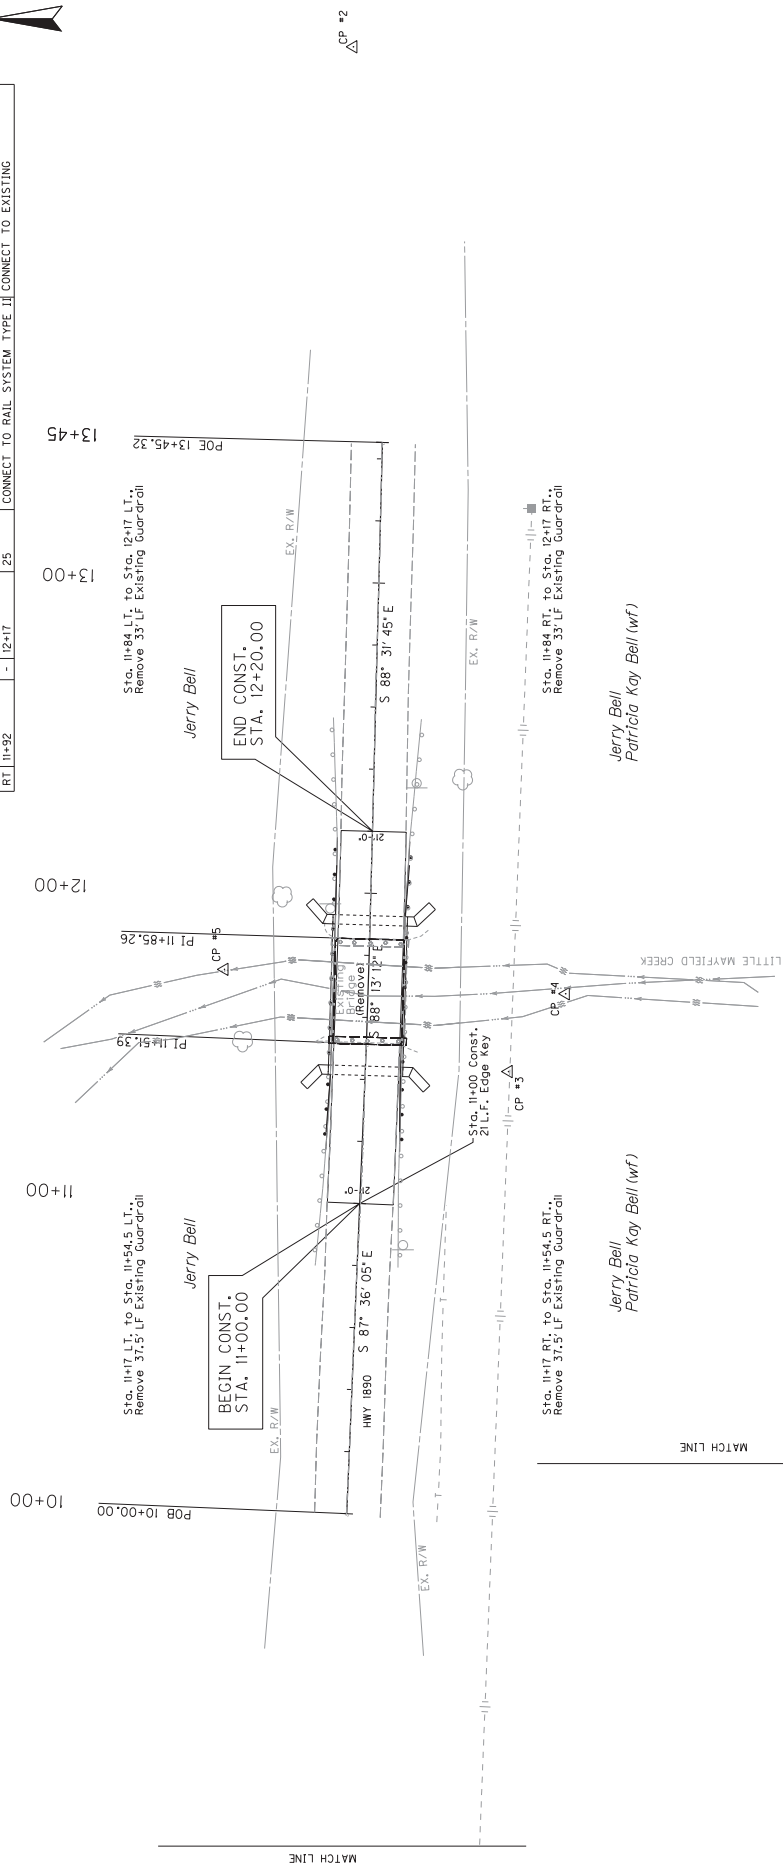 CP #2
RT 11+92 - 12+17 25 CONNECT TO RAIL SYSTEM TYPE II CONNECT TO EXISTING
13+45
POE 13+45.32
EX. R/W
13+00
Sta. 11+84 LT. to Sta. 12+17 LT.,
Remove 33' LF Existing Guardrail
Jerry Bell
END CONST.
STA. 12+20.00
S 88° 31' 45" E
EX. R/W
Sta. 11+84 RT. to Sta. 12+17 RT.,
Remove 33' LF Existing Guardrail
Jerry Bell
Patricia Kay Bell (wf)
21'-0"
12+00
PI 11+85.26
CP #5
Existing
Bridge
(Remove)
S 88° 13' 12" E
LITTLE MAYFIELD CREEK
CP #4
PI 11+51.39
Sta. 11+00 Const.
21 L.F. Edge Key
CP #3
11+00
21'-0"
Sta. 11+17 LT. to Sta. 11+54.5 LT.,
Remove 37.5' LF Existing Guardrail
Jerry Bell
BEGIN CONST.
STA. 11+00.00
HWY 1890 S 87° 36' 05" E
T
Sta. 11+17 RT. to Sta. 11+54.5 RT.,
Remove 37.5' LF Existing Guardrail
Jerry Bell
Patricia Kay Bell (wf)
EX. R/W
MATCH LINE
10+00
POB 10+00.00
T
EX. R/W
MATCH LINE